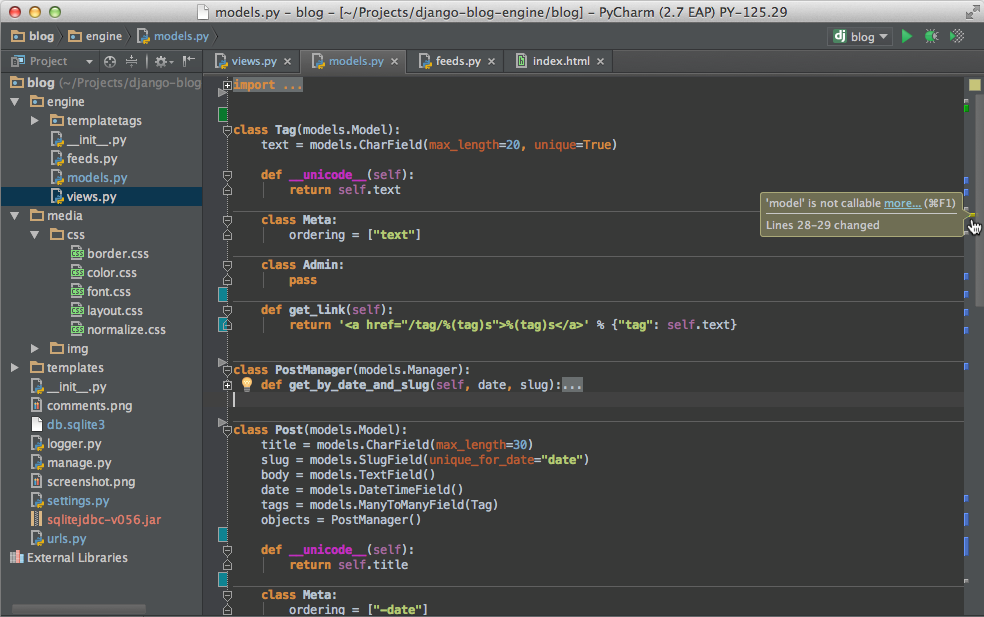 models.py – blog – [~/Projects/django-blog-engine/blog] – PyCharm (2.7 EAP) PY-125.29
blog engine models.py
dj blog
Project
views.py models.py feeds.py index.html
blog (~/Projects/django-blog
engine
templatetags
__init__.py
feeds.py
models.py
views.py
media
css
border.css
color.css
font.css
layout.css
normalize.css
img
templates
__init__.py
comments.png
db.sqlite3
logger.py
manage.py
screenshot.png
settings.py
sqlitejdbc-v056.jar
urls.py
External Libraries
import ...
class Tag(models.Model):
text = models.CharField(max_length=20, unique=True)
def __unicode__(self):
return self.text
class Meta:
ordering = ["text"]
class Admin:
pass
def get_link(self):
return '<a href="/tag/%(tag)s">%(tag)s</a>' % {"tag": self.text}
class PostManager(models.Manager):
def get_by_date_and_slug(self, date, slug):...
class Post(models.Model):
title = models.CharField(max_length=30)
slug = models.SlugField(unique_for_date="date")
body = models.TextField()
date = models.DateTimeField()
tags = models.ManyToManyField(Tag)
objects = PostManager()
def __unicode__(self):
return self.title
class Meta:
ordering = ["-date"]
'model' is not callable more... (⌘F1)
Lines 28–29 changed